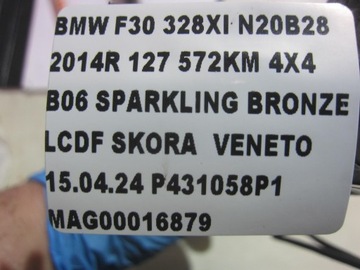 BMW F30 328XI N20B28
2014R 127 572KM 4X4
B06 SPARKLING BRONZE
LCDF SKORA VENETO
15.04.24 P431058P1
MAG00016879